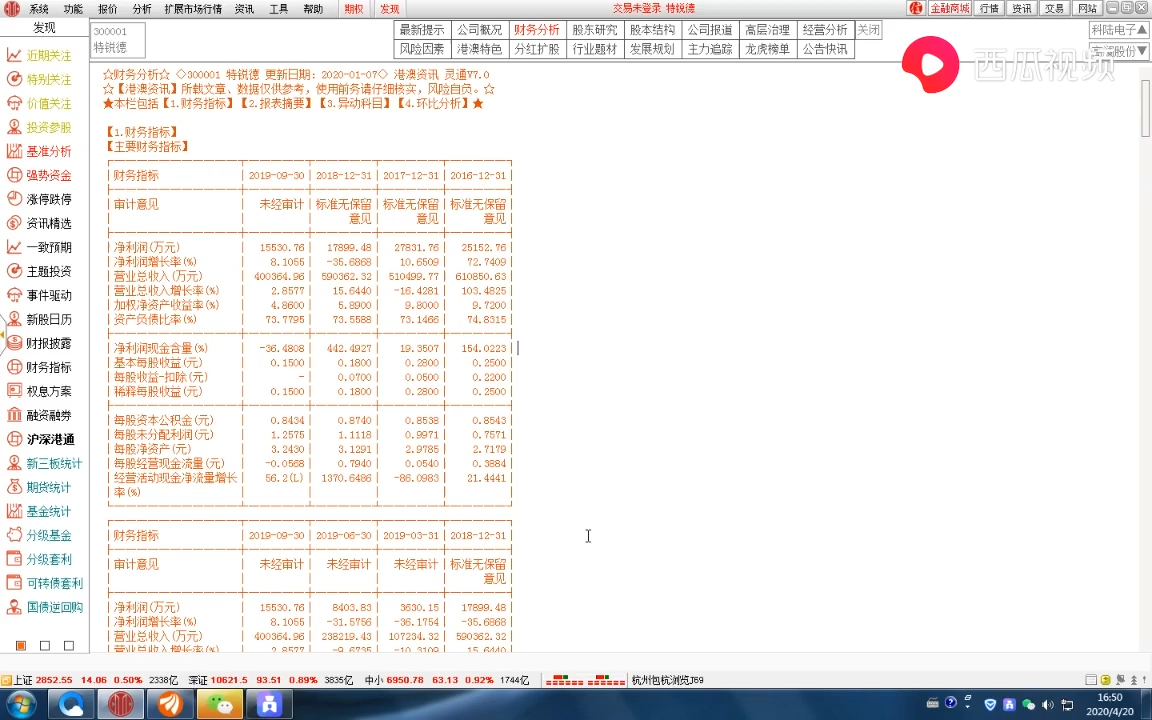 系统 功能 报价 分析 扩展市场行情 资讯 工具 帮助 期权 发现 交易未登录 特锐德 金融商城 行情 资讯 交易 网站
发现
300001
特锐德
最新提示 公司概况 财务分析 股东研究 股本结构 公司报道 高层治理 经营分析 关闭
风险因素 港澳特色 分红扩股 行业题材 发展规划 主力追踪 龙虎榜单 公告快讯
科陆电子▲
西瓜视频
近期关注
特别关注
价值关注
投资参股
基准分析
强势资金
涨停跌停
资讯精选
一致预期
主题投资
事件驱动
新股日历
财报披露
财务指标
权息方案
融资融券
沪深港通
新三板统计
期货统计
基金统计
分级基金
分级套利
可转债套利
国债逆回购
☆财务分析☆ ◇300001 特锐德 更新日期:2020-01-07◇ 港澳资讯 灵通V7.0
☆【港澳资讯】所载文章、数据仅供参考,使用前务请仔细核实,风险自负。☆
★本栏包括【1.财务指标】【2.报表摘要】【3.异动科目】【4.环比分析】★
【1.财务指标】
【主要财务指标】
财务指标 2019-09-30 2018-12-31 2017-12-31 2016-12-31
审计意见 未经审计 标准无保留 标准无保留 标准无保留
意见 意见 意见
净利润(万元) 15530.76 17899.48 27831.76 25152.76
净利润增长率(%) 8.1055 -35.6868 10.6509 72.7409
营业总收入(万元) 400364.96 590362.32 510499.77 610850.63
营业总收入增长率(%) 2.8577 15.6440 -16.4281 103.4825
加权净资产收益率(%) 4.8600 5.8900 9.8000 9.7200
资产负债比率(%) 73.7795 73.5588 73.1466 74.8315
净利润现金含量(%) -36.4808 442.4927 19.3507 154.0223
基本每股收益(元) 0.1500 0.1800 0.2800 0.2500
每股收益-扣除(元) - 0.0700 0.0500 0.2200
稀释每股收益(元) 0.1500 0.1800 0.2800 0.2500
每股资本公积金(元) 0.8434 0.8740 0.8538 0.8543
每股未分配利润(元) 1.2575 1.1118 0.9971 0.7571
每股净资产(元) 3.2430 3.1291 2.9785 2.7179
每股经营现金流量(元) -0.0568 0.7940 0.0540 0.3884
经营活动现金净流量增长 56.2(L) 1370.6486 -86.0983 21.4441
率(%)
财务指标 2019-09-30 2019-06-30 2019-03-31 2018-12-31
审计意见 未经审计 未经审计 未经审计 标准无保留
意见
净利润(万元) 15530.76 8403.83 3630.15 17899.48
净利润增长率(%) 8.1055 -31.5756 -36.1754 -35.6868
营业总收入(万元) 400364.96 238219.43 107234.32 590362.32
营业总收入增长率(%) 2.8577 -9.6735 -10.3109 15.6440
上证 2852.55 14.06 0.50% 2338亿 深证 10621.5 93.51 0.89% 3835亿 中小 6950.78 63.13 0.92% 1744亿 杭州包杭浏览J69
16:50
2020/4/20